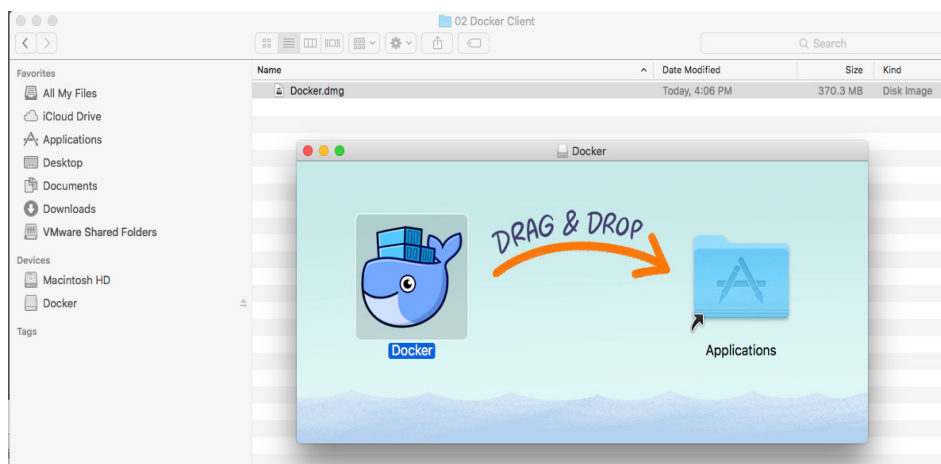 02 Docker Client
Search
Favorites
All My Files
iCloud Drive
Applications
Desktop
Documents
Downloads
VMware Shared Folders
Devices
Macintosh HD
Docker
Tags
Name Date Modified Size Kind
Docker.dmg Today, 4:06 PM 370.3 MB Disk Image
Docker
DRAG & DROP
Docker
Applications